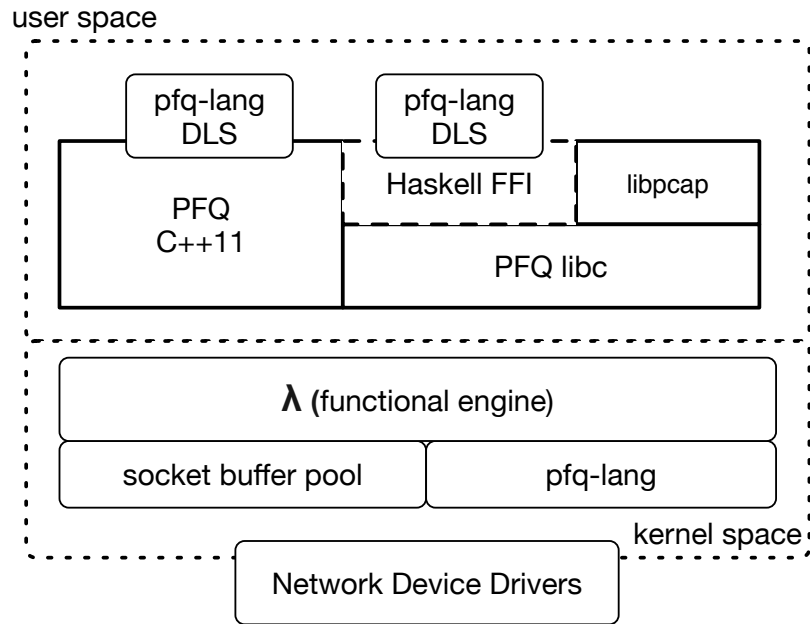 user space
pfq-lang
DLS
pfq-lang
DLS
PFQ
C++11
Haskell FFI
libpcap
PFQ libc
λ (functional engine)
socket buffer pool
pfq-lang
kernel space
Network Device Drivers